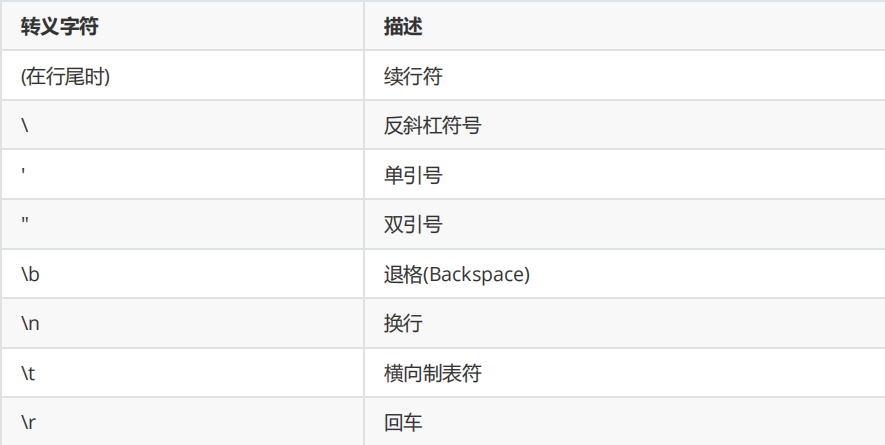 转义字符 描述
(在行尾时) 续行符
\ 反斜杠符号
' 单引号
" 双引号
\b 退格(Backspace)
\n 换行
\t 横向制表符
\r 回车